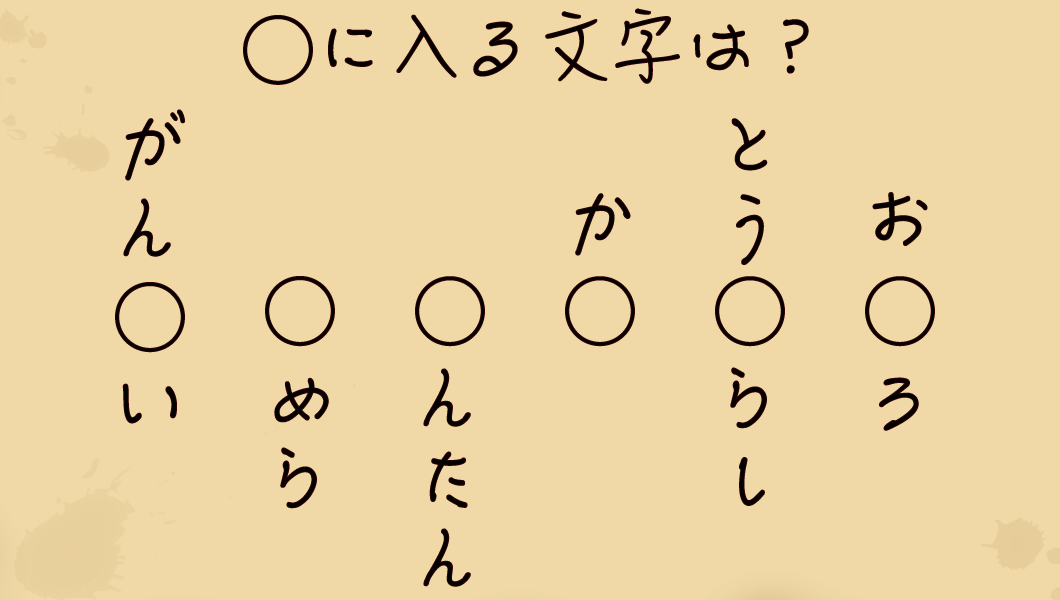 ○に入る文字は？
お○ろ
とう○らし
か○
○んたん
○めら
がん○い